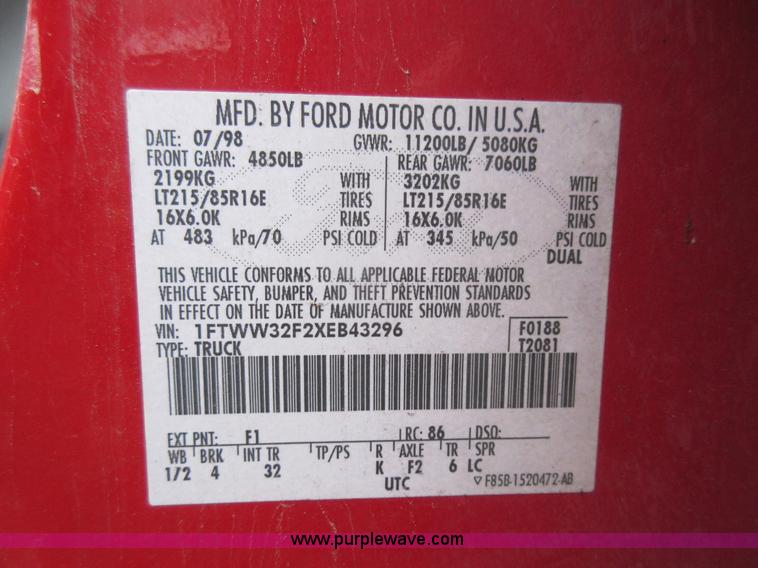 MFD. BY FORD MOTOR CO. IN U.S.A.
DATE: 07/98 GVWR: 11200LB/ 5080KG
FRONT GAWR: 4850LB REAR GAWR: 7060LB
2199KG WITH 3202KG WITH
LT215/85R16E TIRES LT215/85R16E TIRES
16X6.0K RIMS 16X6.0K RIMS
AT 483 kPa/70 PSI COLD AT 345 kPa/50 PSI COLD
DUAL
THIS VEHICLE CONFORMS TO ALL APPLICABLE FEDERAL MOTOR
VEHICLE SAFETY, BUMPER, AND THEFT PREVENTION STANDARDS
IN EFFECT ON THE DATE OF MANUFACTURE SHOWN ABOVE.
VIN: 1FTWW32F2XEB43296 F0188
TYPE: TRUCK T2081
EXT PNT: F1 RC: 86 DSO:
WB BRK INT TR TP/PS R AXLE TR SPR
1/2 4 32 K F2 6 LC
UTC ▽ F85B-1520472-AB
www.purplewave.com